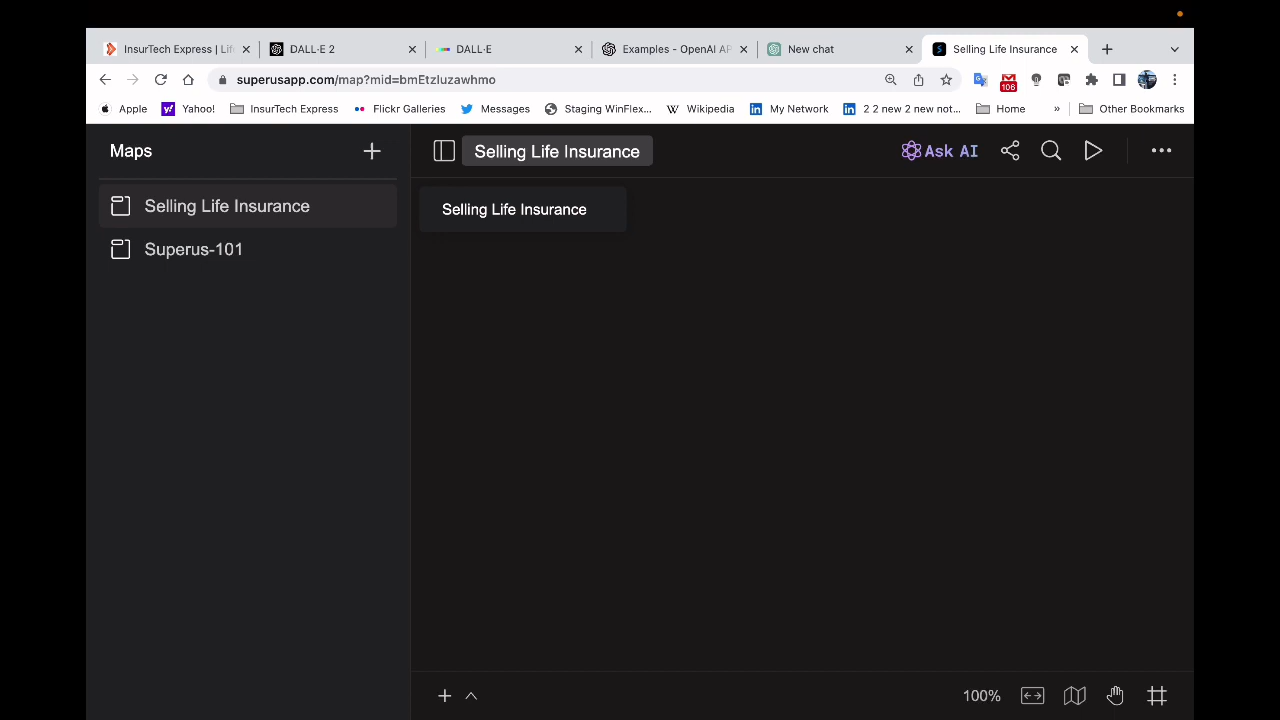 InsurTech Express | Lif
DALL·E 2
DALL·E
Examples - OpenAI AP
New chat
Selling Life Insurance
superusapp.com/map?mid=bmEtzluzawhmo
106
Apple
Yahoo!
InsurTech Express
Flickr Galleries
Messages
Staging WinFlex...
Wikipedia
My Network
2 2 new 2 new not...
Home
»
Other Bookmarks
Maps
Selling Life Insurance
Ask AI
Selling Life Insurance
Superus-101
Selling Life Insurance
100%